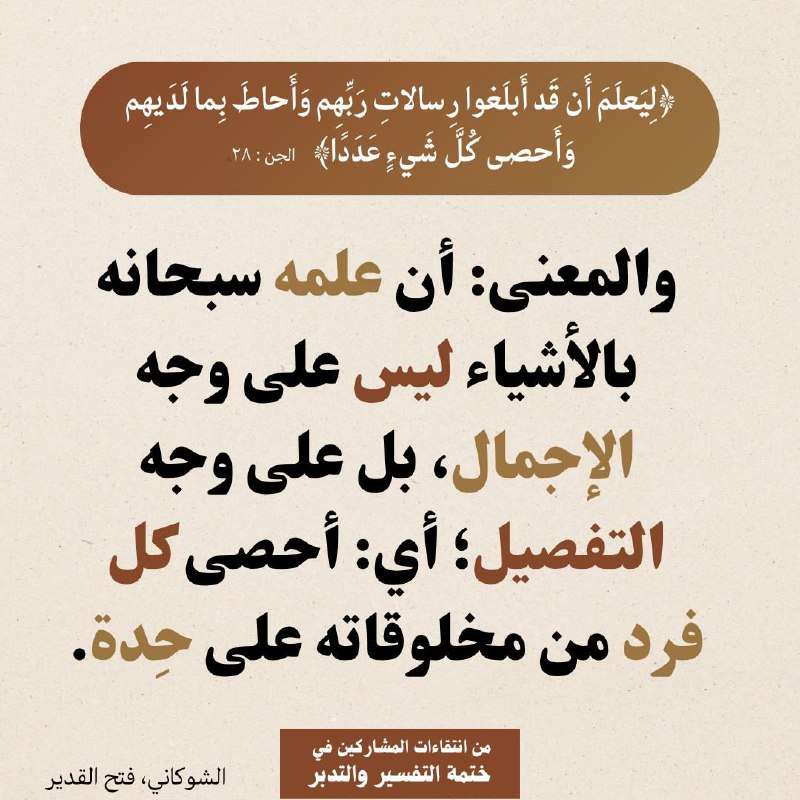 ﴿لِيَعلَمَ أَن قَد أَبلَغوا رِسالاتِ رَبِّهِم وَأَحاطَ بِما لَدَيهِم
وَأَحصى كُلَّ شَيءٍ عَدَدًا﴾ الجن : ٢٨.
والمعنى: أن علمه سبحانه
بالأشياء ليس على وجه
الإجمال، بل على وجه
التفصيل؛ أي: أحصى كل
فرد من مخلوقاته على حِدة.
من انتقاءات المشاركين في
ختمة التفسير والتدبر
الشوكاني، فتح القدير